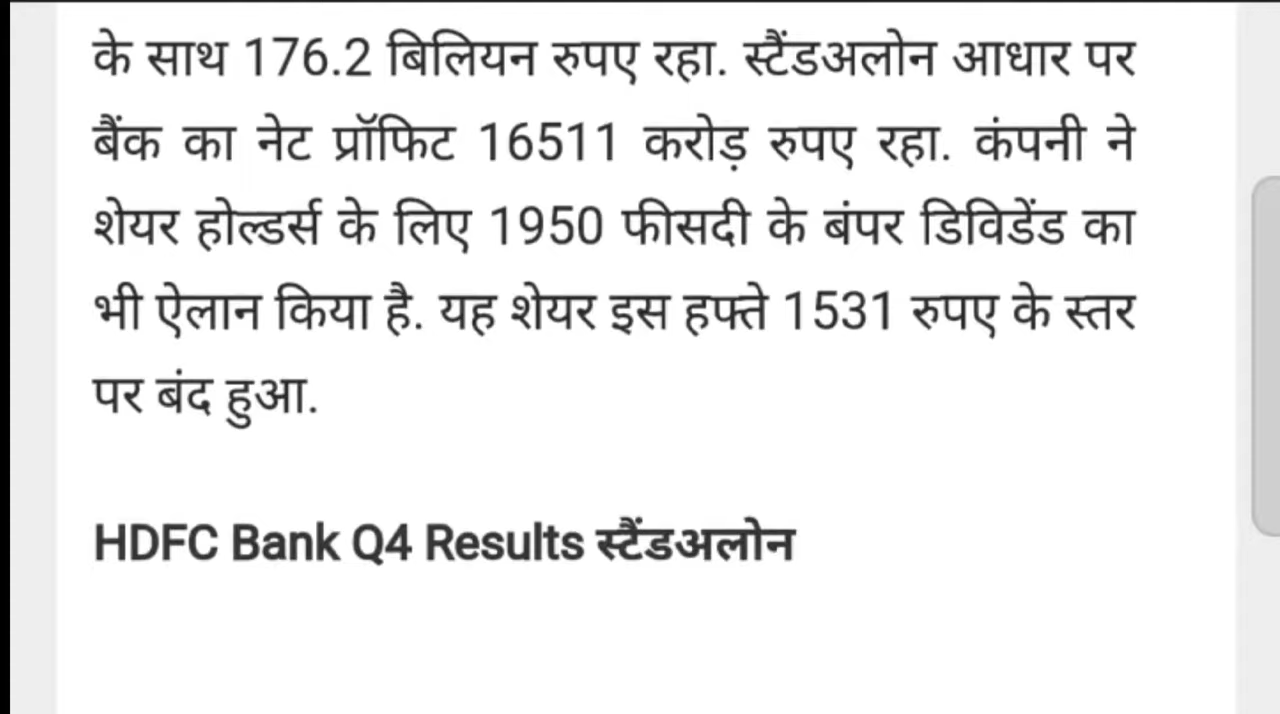 के साथ 176.2 बिलियन रुपए रहा. स्टैंडअलोन आधार पर
बैंक का नेट प्रॉफिट 16511 करोड़ रुपए रहा. कंपनी ने
शेयर होल्डर्स के लिए 1950 फीसदी के बंपर डिविडेंड का
भी ऐलान किया है. यह शेयर इस हफ्ते 1531 रुपए के स्तर
पर बंद हुआ.
HDFC Bank Q4 Results स्टैंडअलोन